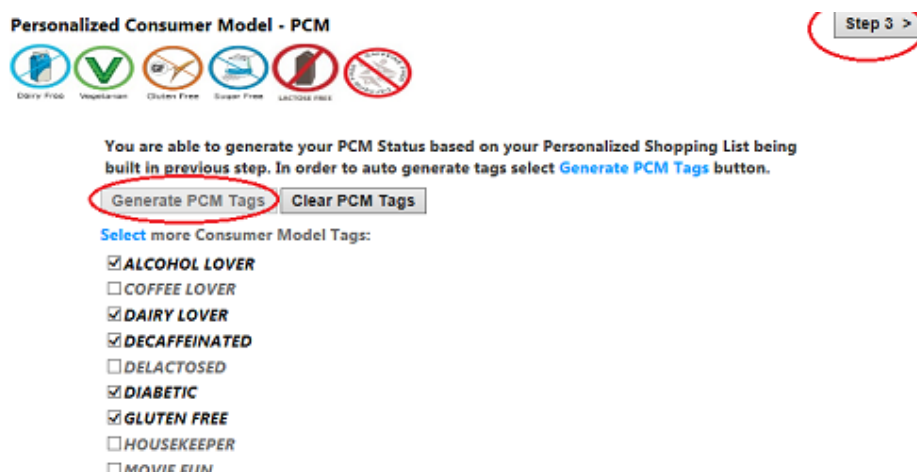 Personalized Consumer Model - PCM
Step 3 >
Dairy Free Vegetarian Gluten Free Sugar Free LACTOSE FREE
You are able to generate your PCM Status based on your Personalized Shopping List being
built in previous step. In order to auto generate tags select Generate PCM Tags button.
Generate PCM Tags Clear PCM Tags
Select more Consumer Model Tags:
ALCOHOL LOVER
COFFEE LOVER
DAIRY LOVER
DECAFFEINATED
DELACTOSED
DIABETIC
GLUTEN FREE
HOUSEKEEPER
MOVIE FUN